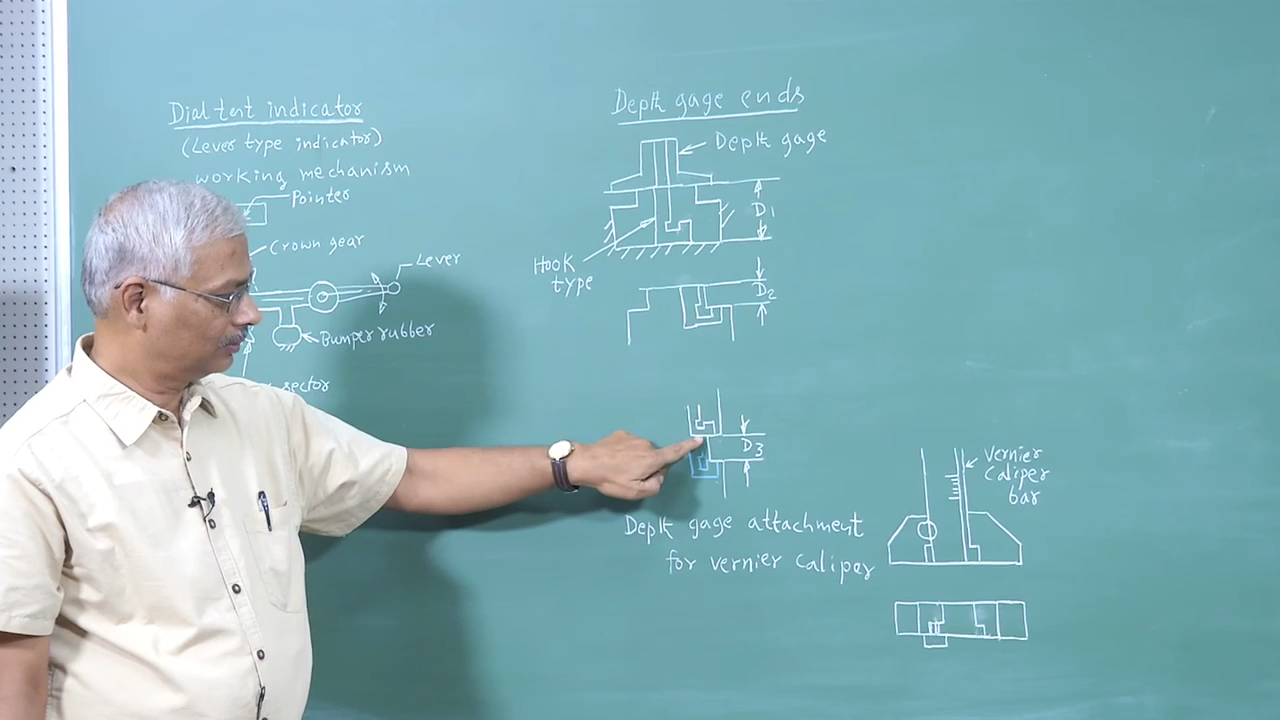 Dial test indicator
(Lever type indicator)
working mechanism
Pointer
Crown gear
Lever
Bumper rubber
sector
Depth gage ends
Depth gage
D1
Hook
type
D2
D3
Depth gage attachment
for vernier caliper
Vernier
caliper
bar